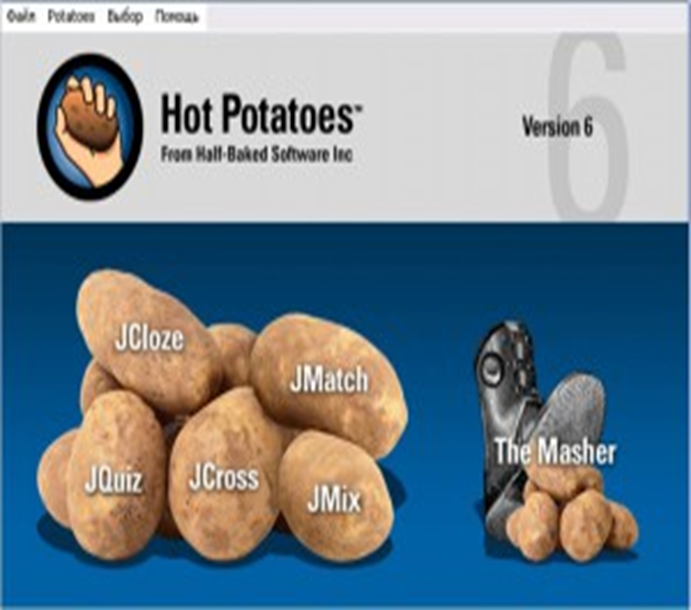 Файл Potatoes Выбор Помощь
Hot Potatoes™
From Half-Baked Software Inc
Version 6
6
JCloze
JMatch
JQuiz
JCross
JMix
The Masher